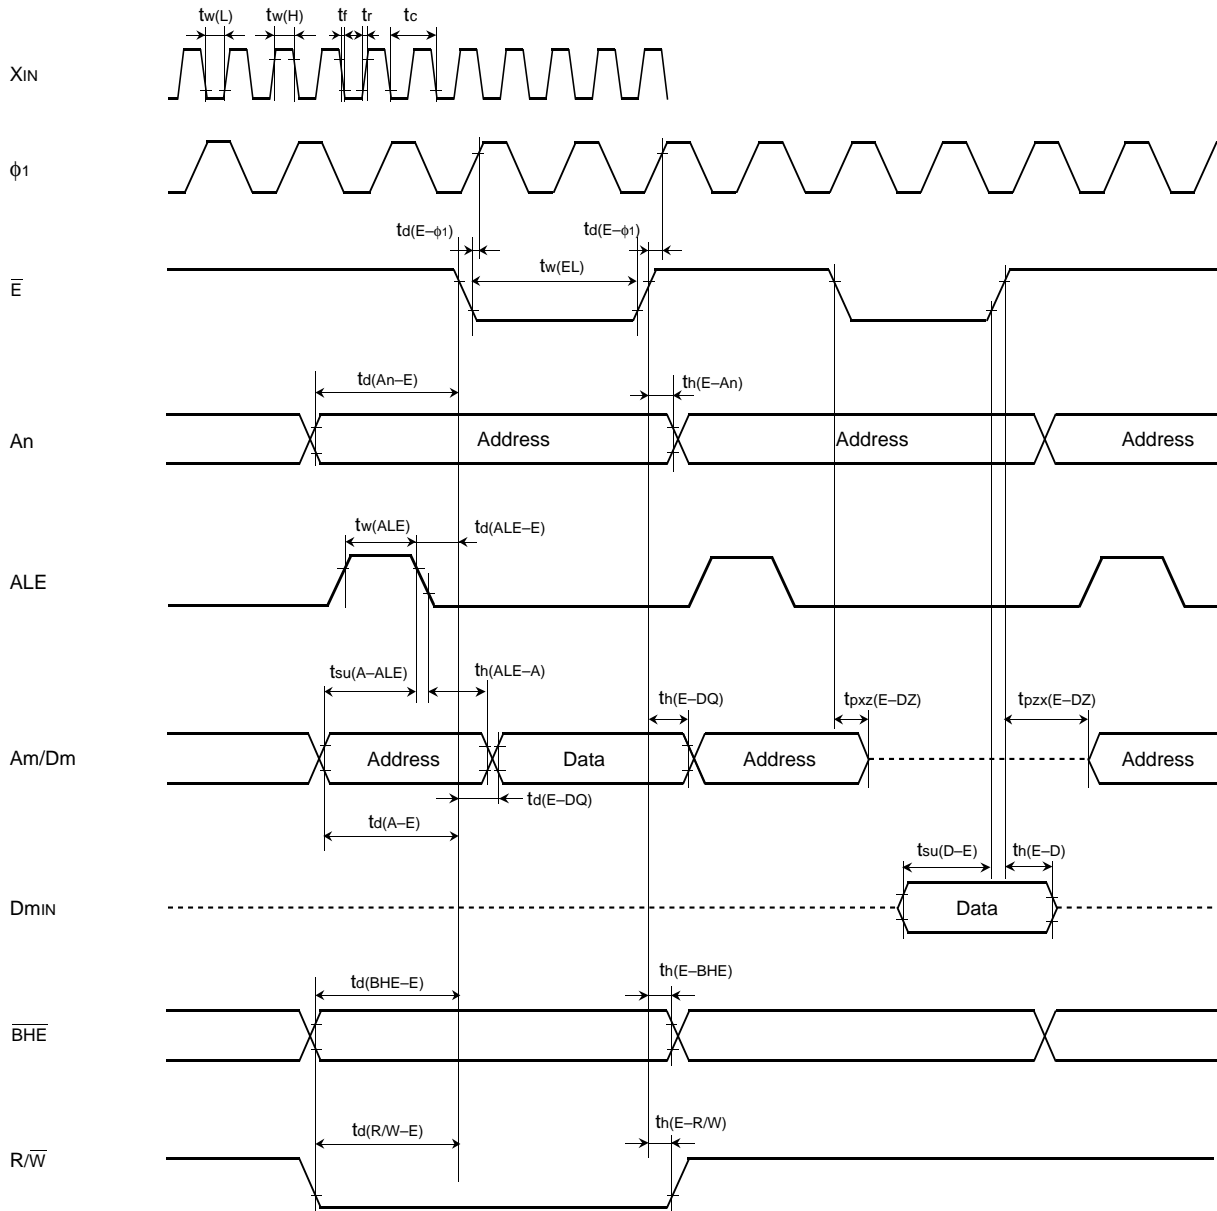 tw(L) tw(H) tf tr tc
XIN
ϕ1
td(E–ϕ1) td(E–ϕ1)
tw(EL)
E̅
td(An–E) th(E–An)
An Address Address Address
tw(ALE) td(ALE–E)
ALE
tsu(A–ALE) th(ALE–A) th(E–DQ) tpxz(E–DZ) tpzx(E–DZ)
Am/Dm Address Data Address Address
td(E–DQ)
td(A–E)
tsu(D–E) th(E–D)
DmIN Data
td(BHE–E) th(E–BHE)
B̅H̅E̅
td(R/W–E) th(E–R/W)
R/W̅